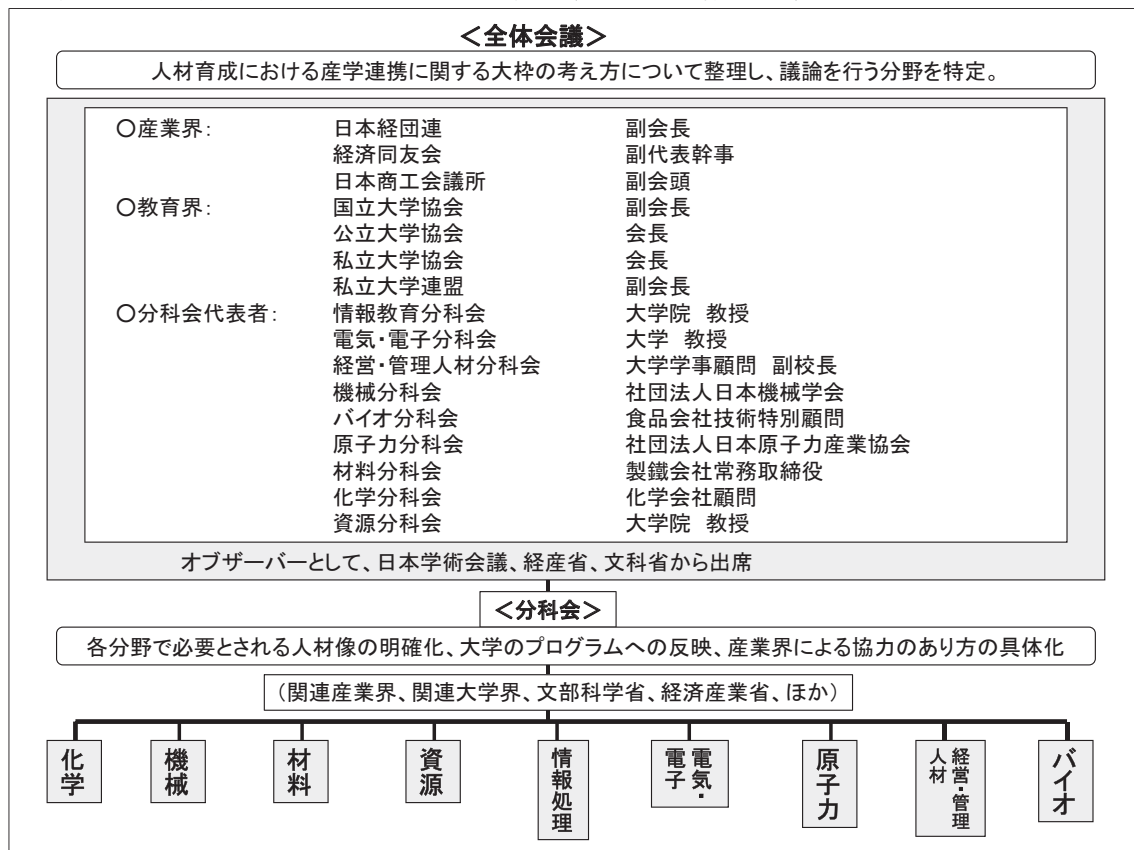 <全体会議>
人材育成における産学連携に関する大枠の考え方について整理し、議論を行う分野を特定。
○産業界: 日本経団連 副会長
経済同友会 副代表幹事
日本商工会議所 副会頭
○教育界: 国立大学協会 副会長
公立大学協会 会長
私立大学協会 会長
私立大学連盟 副会長
○分科会代表者: 情報教育分科会 大学院 教授
電気・電子分科会 大学 教授
経営・管理人材分科会 大学学事顧問 副校長
機械分科会 社団法人日本機械学会
バイオ分科会 食品会社技術特別顧問
原子力分科会 社団法人日本原子力産業協会
材料分科会 製鐵会社常務取締役
化学分科会 化学会社顧問
資源分科会 大学院 教授
オブザーバーとして、日本学術会議、経産省、文科省から出席
<分科会>
各分野で必要とされる人材像の明確化、大学のプログラムへの反映、産業界による協力のあり方の具体化
(関連産業界、関連大学界、文部科学省、経済産業省、ほか)
化学
機械
材料
資源
情報処理
電気・
電子
原子力
経営・管理
人材
バイオ